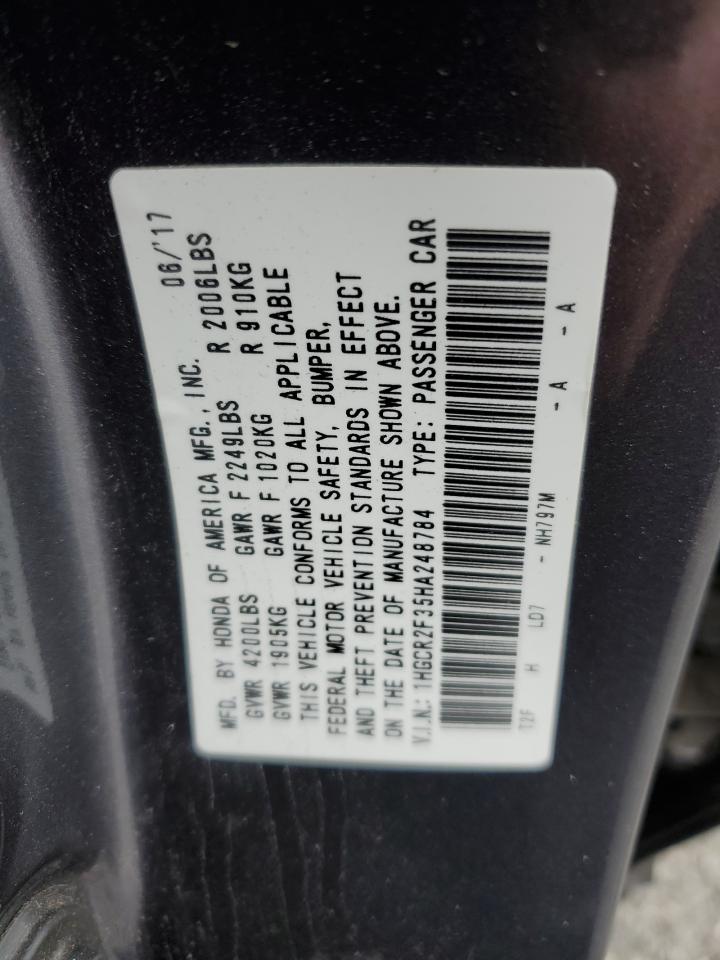 MFD. BY HONDA OF AMERICA MFG., INC. 06/'17
GVWR 4200LBS GAWR F 2249LBS R 2006LBS
GVWR 1905KG GAWR F 1020KG R 910KG
THIS VEHICLE CONFORMS TO ALL APPLICABLE
FEDERAL MOTOR VEHICLE SAFETY, BUMPER,
AND THEFT PREVENTION STANDARDS IN EFFECT
ON THE DATE OF MANUFACTURE SHOWN ABOVE.
V.I.N.: 1HGCR2F35HA248784 TYPE: PASSENGER CAR
T2F H LD7 - NH797M - A - A